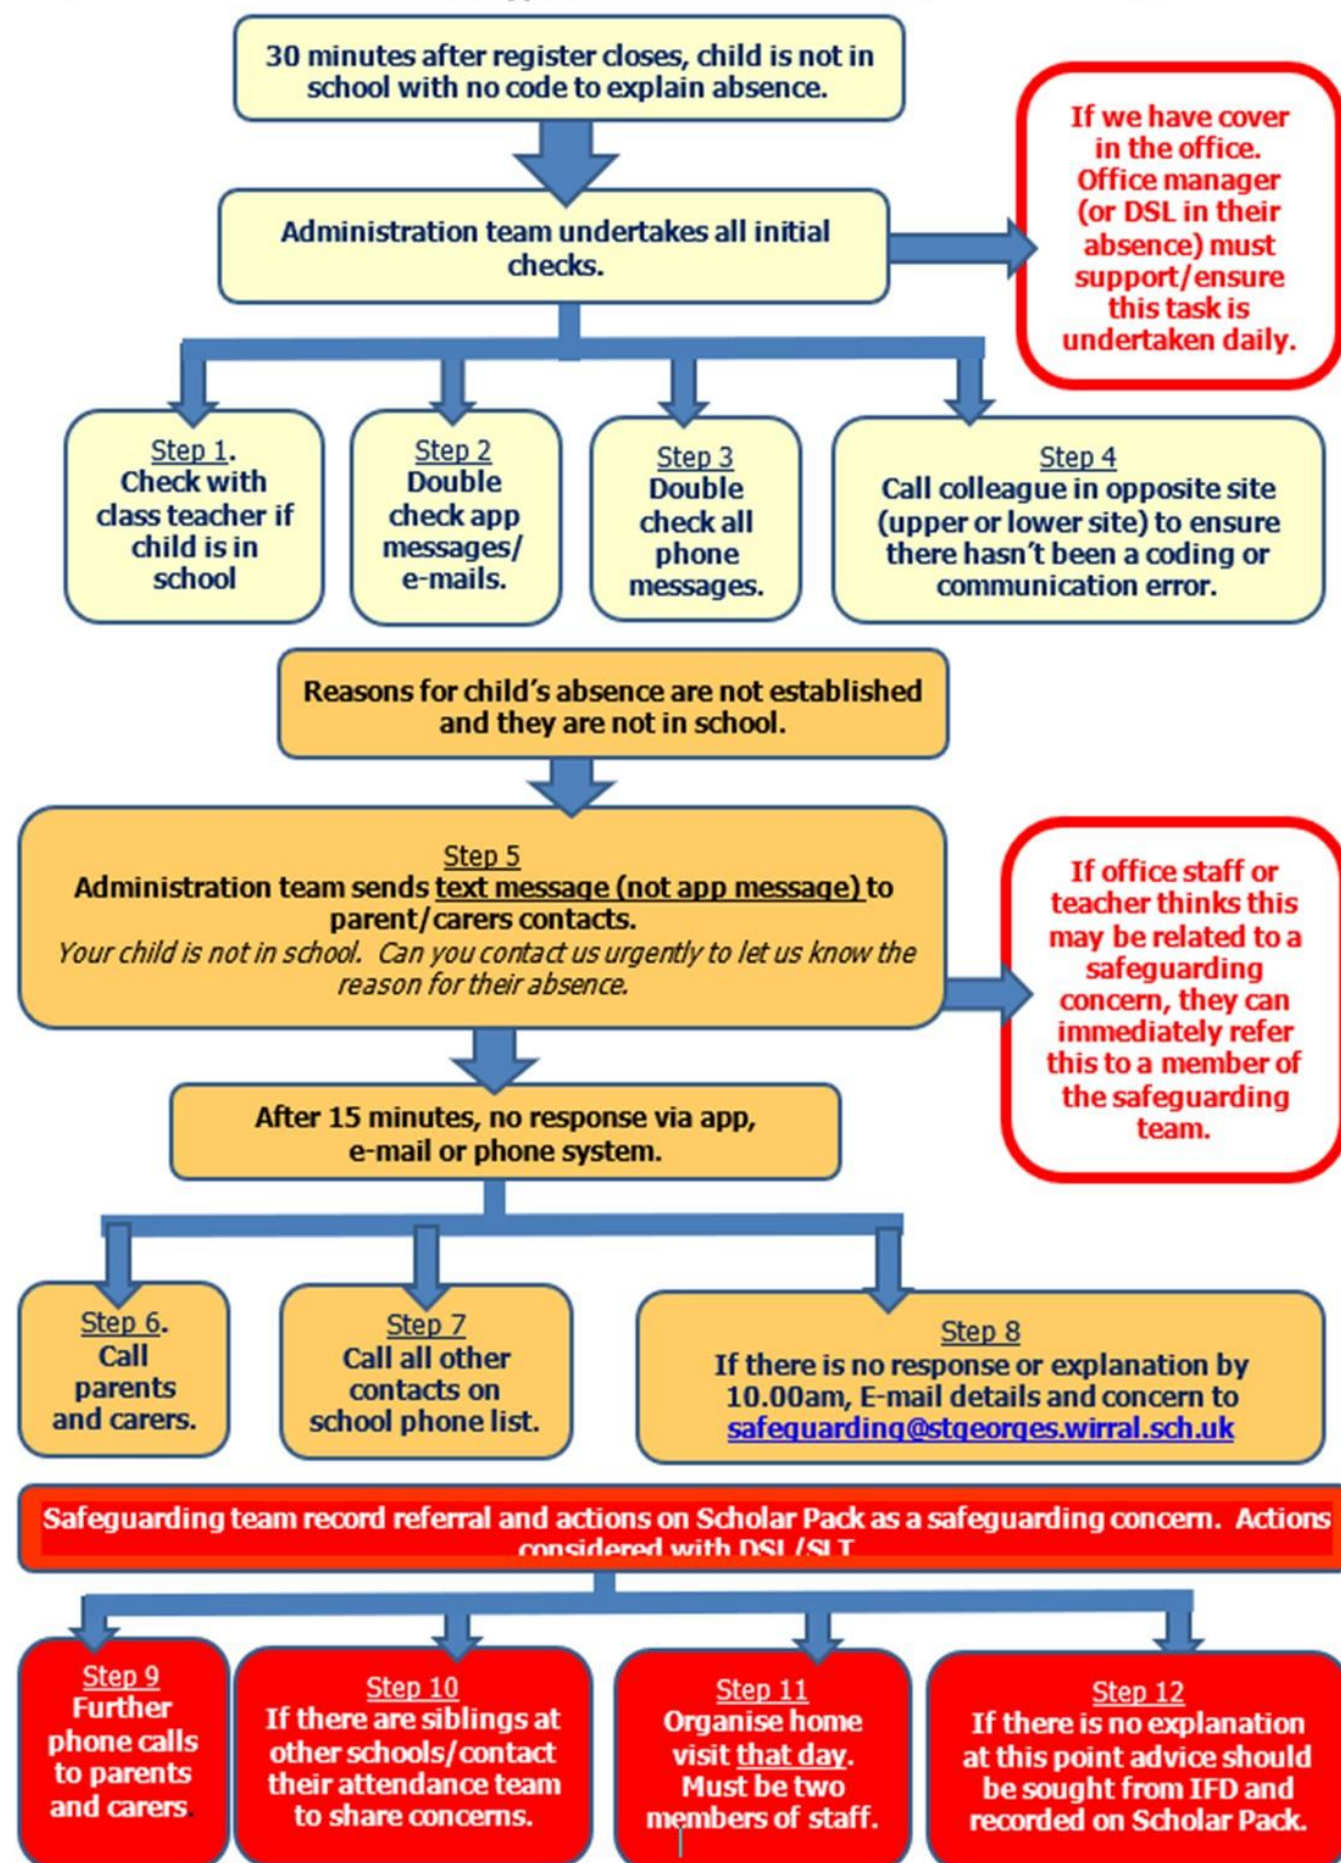 30 minutes after register closes, child is not in
school with no code to explain absence.
If we have cover
in the office.
Office manager
(or DSL in their
absence) must
support/ensure
this task is
undertaken daily.
Administration team undertakes all initial
checks.
Step 1.
Check with
class teacher if
child is in
school
Step 2
Double
check app
messages/
e-mails.
Step 3
Double
check all
phone
messages.
Step 4
Call colleague in opposite site
(upper or lower site) to ensure
there hasn't been a coding or
communication error.
Reasons for child's absence are not established
and they are not in school.
Step 5
Administration team sends text message (not app message) to
parent/carers contacts.
Your child is not in school. Can you contact us urgently to let us know the
reason for their absence.
If office staff or
teacher thinks this
may be related to a
safeguarding
concern, they can
immediately refer
this to a member of
the safeguarding
team.
After 15 minutes, no response via app,
e-mail or phone system.
Step 6.
Call
parents
and carers.
Step 7
Call all other
contacts on
school phone list.
Step 8
If there is no response or explanation by
10.00am, E-mail details and concern to
safeguarding@stgeorges.wirral.sch.uk
Safeguarding team record referral and actions on Scholar Pack as a safeguarding concern. Actions
considered with DSL/SLT
Step 9
Further
phone calls
to parents
and carers.
Step 10
If there are siblings at
other schools/contact
their attendance team
to share concerns.
Step 11
Organise home
visit that day.
Must be two
members of staff.
Step 12
If there is no explanation
at this point advice should
be sought from IFD and
recorded on Scholar Pack.